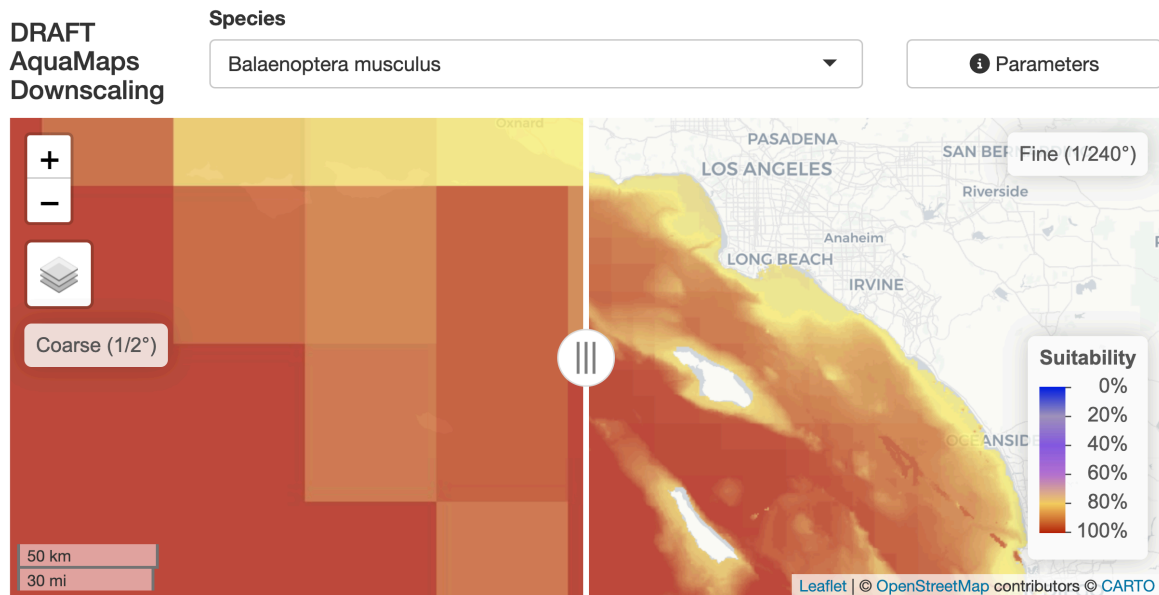 DRAFT
AquaMaps
Downscaling
Species
Balaenoptera musculus
Parameters
+
−
Coarse (1/2°)
50 km
30 mi
Oxnard
PASADENA
LOS ANGELES
SAN BER
Fine (1/240°)
Riverside
Anaheim
LONG BEACH
IRVINE
OCEANSIDE
Suitability
0%
20%
40%
60%
80%
100%
Leaflet | © OpenStreetMap contributors © CARTO